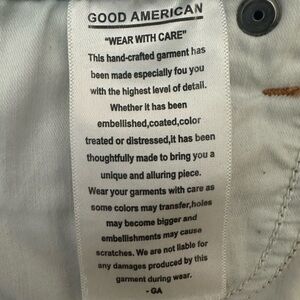 GOOD AMERICAN
"WEAR WITH CARE"
This hand-crafted garment has
been made especially fou you
with the highest level of detail.
Whether it has been
embellished,coated,color
treated or distressed,it has been
thoughtfully made to bring you a
unique and alluring piece.
Wear your garments with care as
some colors may transfer,holes
may become bigger and
embellishments may cause
scratches. We are not liable for
any damages produced by this
garment during wear.
- GA